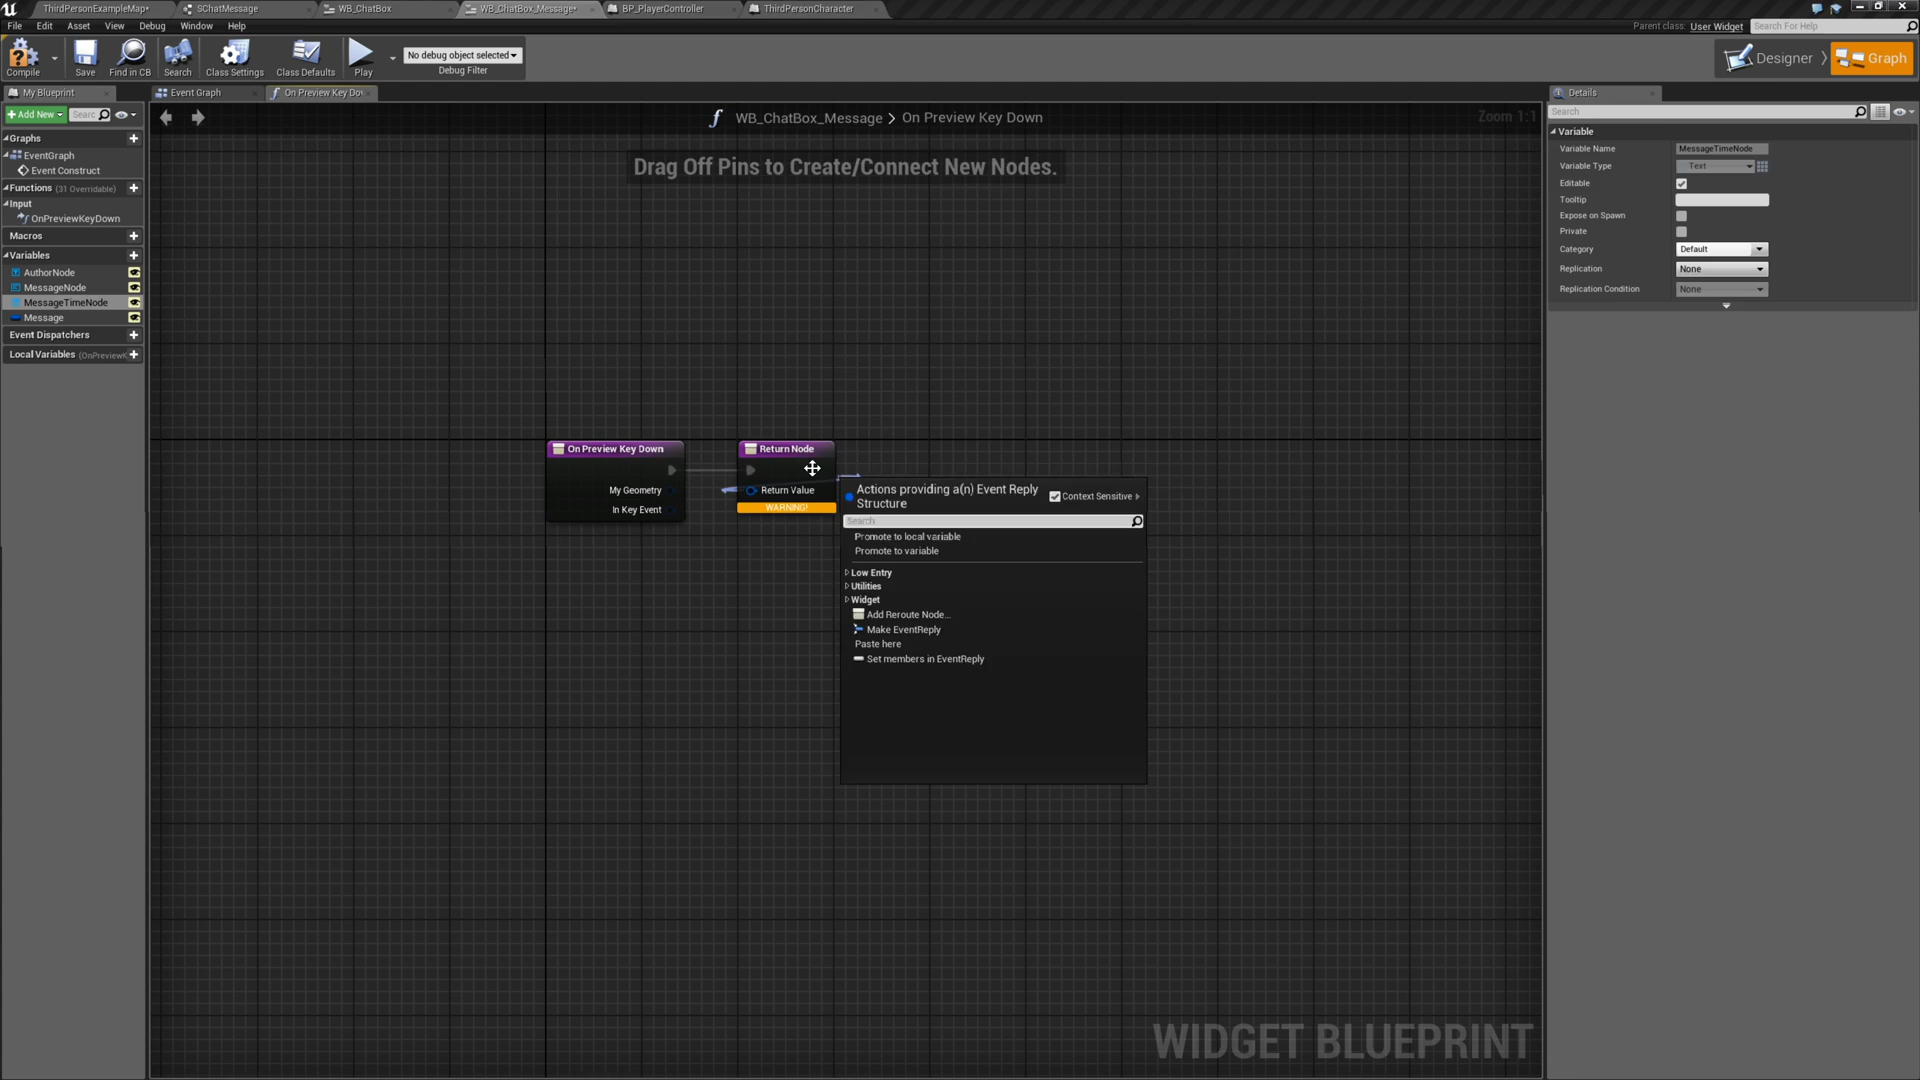 ThirdPersonExampleMap*
SChatMessage
WB_ChatBox
WB_ChatBox_Message*
BP_PlayerController
ThirdPersonCharacter
File Edit Asset View Debug Window Help
Parent class: User Widget
Search For Help
Compile
Save
Find in CB
Search
Class Settings
Class Defaults
Play
No debug object selected
Debug Filter
Designer
Graph
My Blueprint
Event Graph
On Preview Key Dov
Details
Add New
Searc
WB_ChatBox_Message > On Preview Key Down
Zoom 1:1
Search
Drag Off Pins to Create/Connect New Nodes.
Graphs
EventGraph
Event Construct
Functions (31 Overridable)
Input
OnPreviewKeyDown
Macros
Variables
AuthorNode
MessageNode
MessageTimeNode
Message
Event Dispatchers
Local Variables (OnPreviewK
On Preview Key Down
My Geometry
In Key Event
Return Node
Return Value
WARNING!
Actions providing a(n) Event Reply
Structure
Context Sensitive
Search
Promote to local variable
Promote to variable
Low Entry
Utilities
Widget
Add Reroute Node...
Make EventReply
Paste here
Set members in EventReply
Variable
Variable Name MessageTimeNode
Variable Type Text
Editable
Tooltip
Expose on Spawn
Private
Category Default
Replication None
Replication Condition None
WIDGET BLUEPRINT